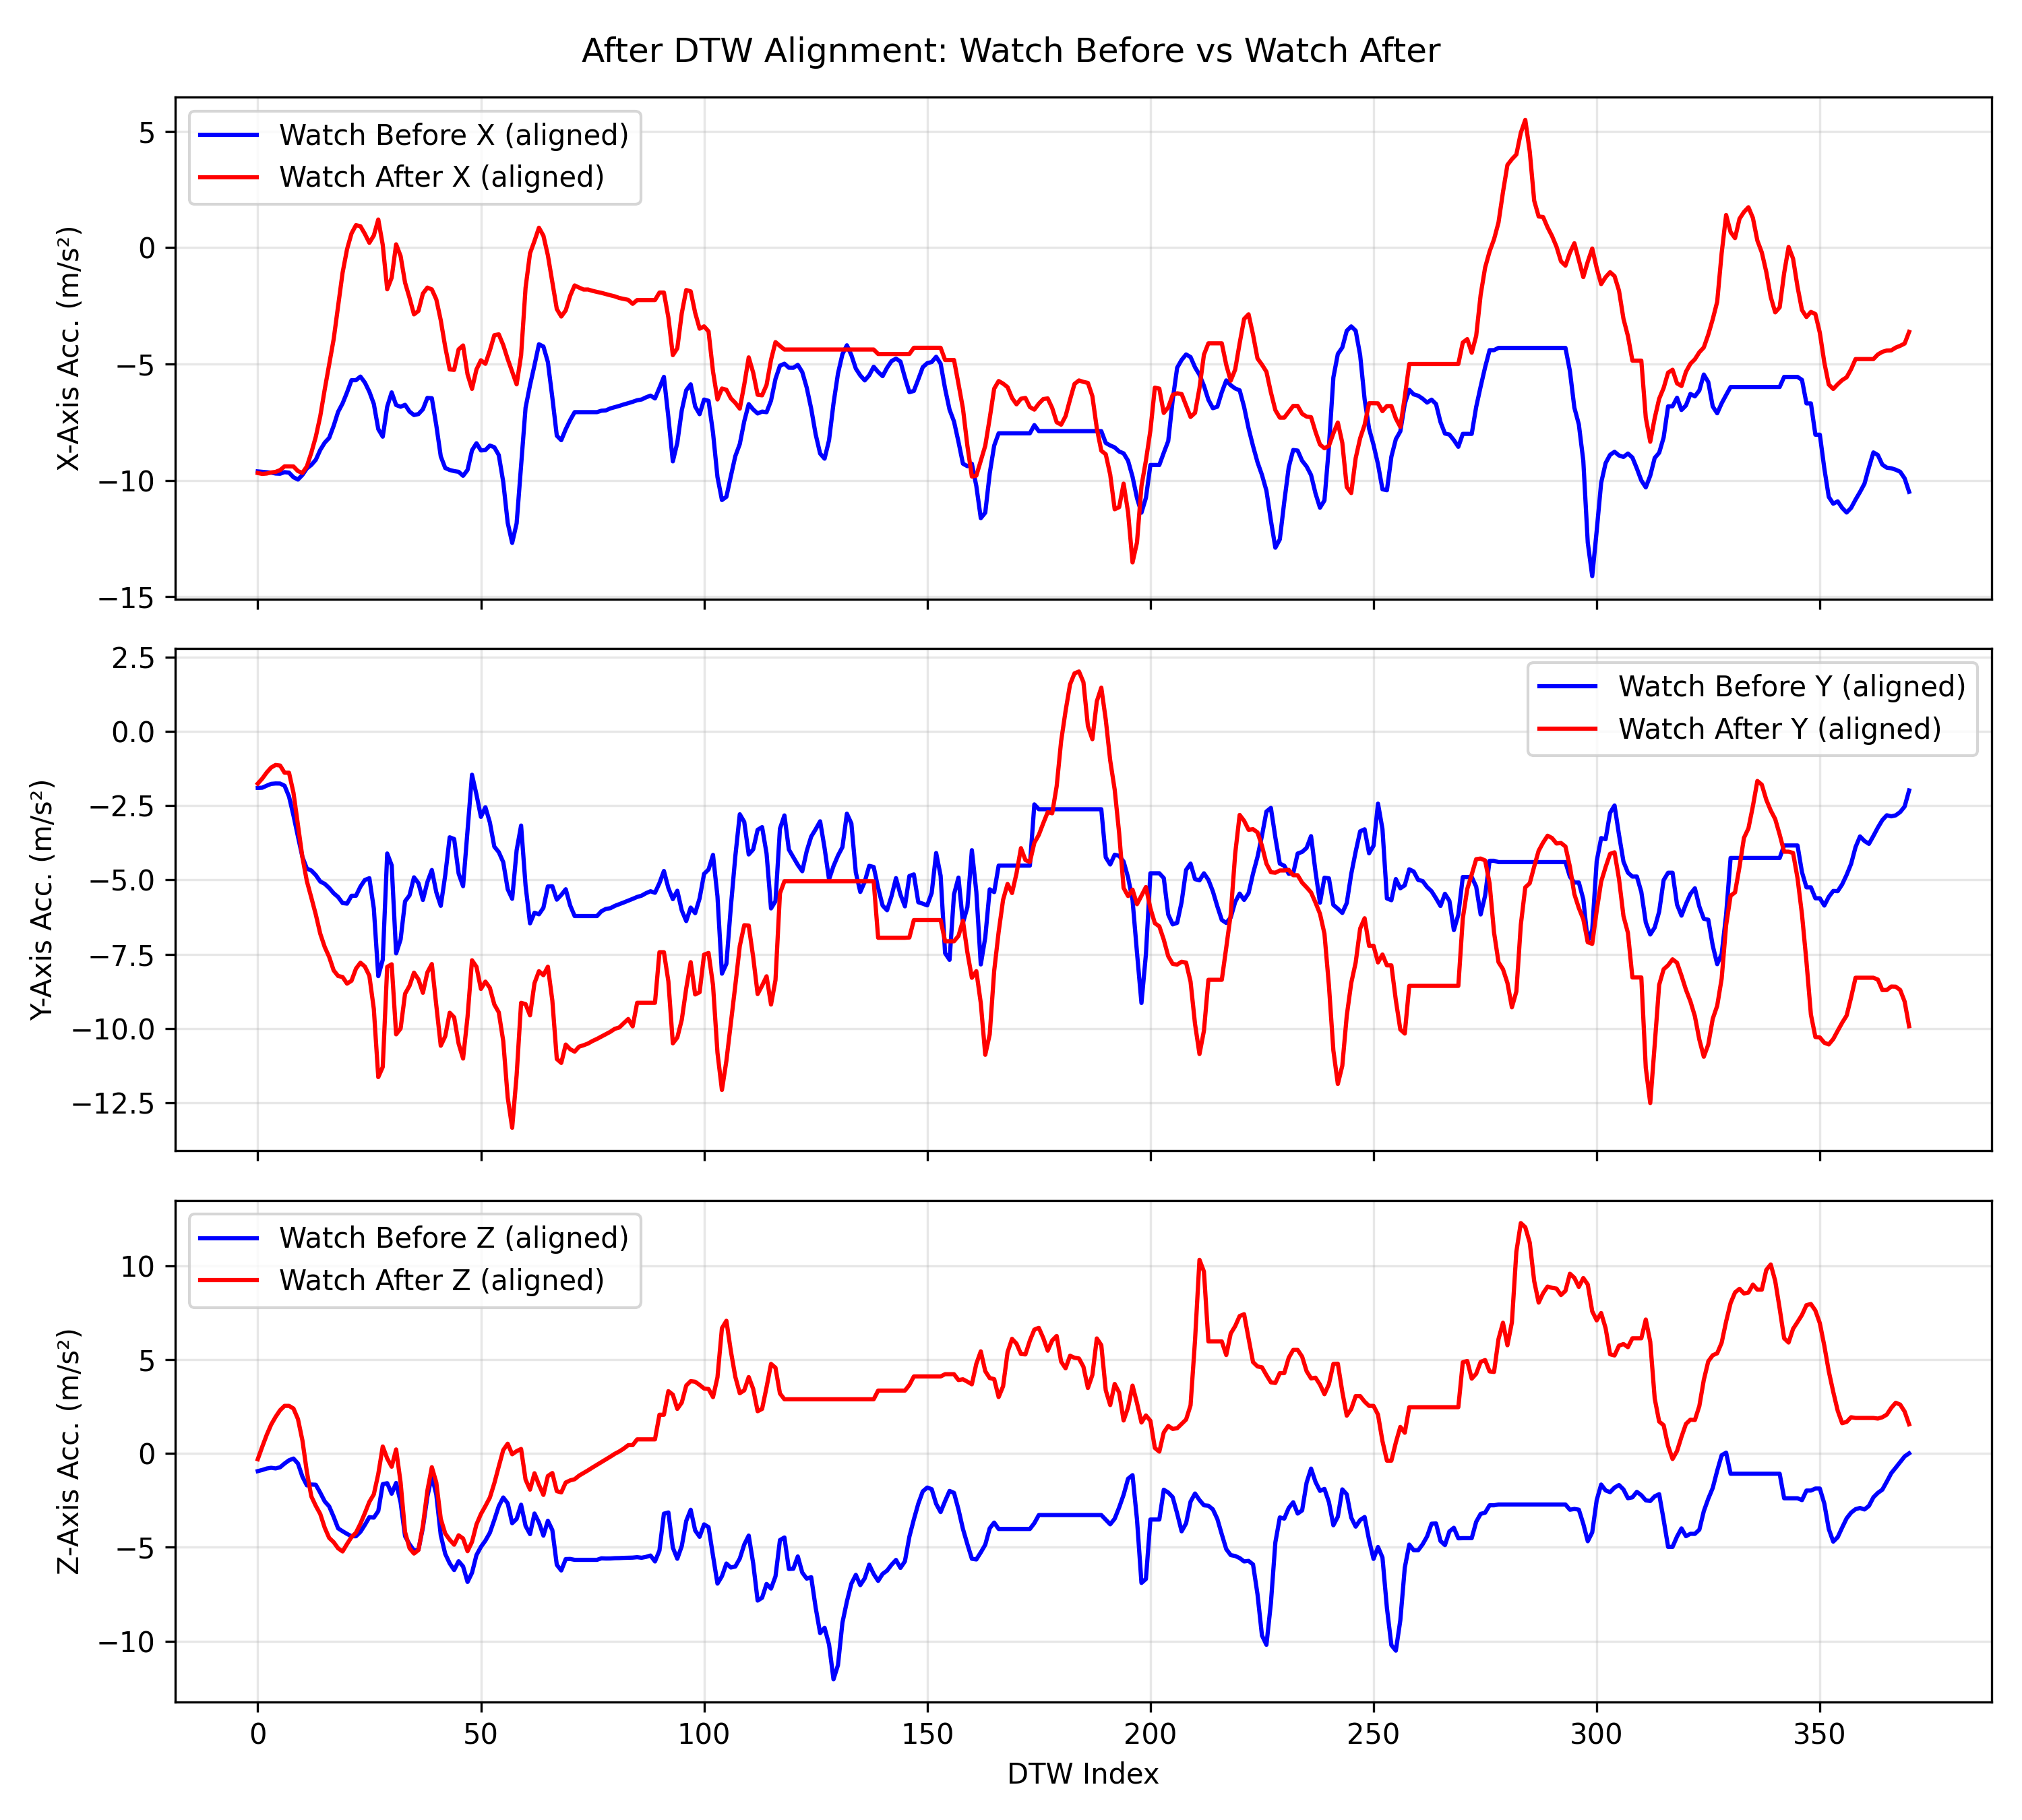 After DTW Alignment: Watch Before vs Watch After
Watch Before X (aligned)
Watch After X (aligned)
X-Axis Acc. (m/s²)
5
0
−5
−10
−15
Watch Before Y (aligned)
Watch After Y (aligned)
Y-Axis Acc. (m/s²)
2.5
0.0
−2.5
−5.0
−7.5
−10.0
−12.5
Watch Before Z (aligned)
Watch After Z (aligned)
Z-Axis Acc. (m/s²)
10
5
0
−5
−10
0 50 100 150 200 250 300 350
DTW Index